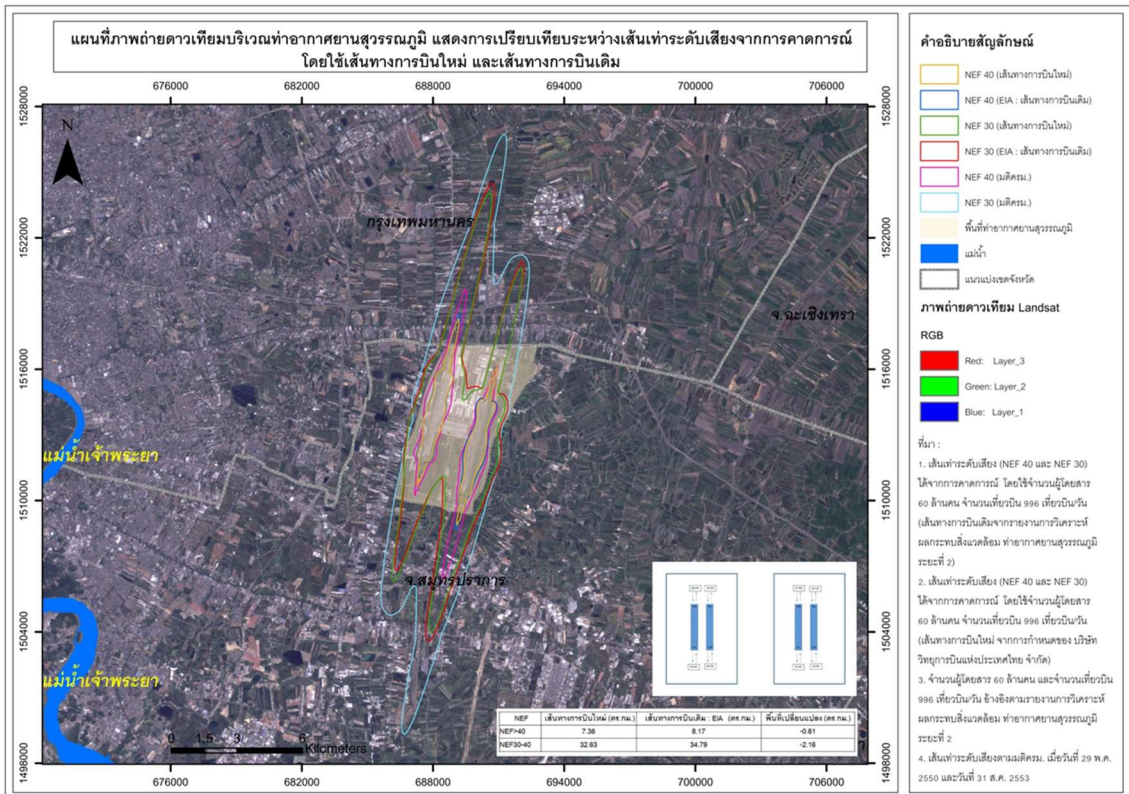 แผนที่ภาพถ่ายดาวเทียมบริเวณท่าอากาศยานสุวรรณภูมิ แสดงการเปรียบเทียบระหว่างเส้นเท่าระดับเสียงจากการคาดการณ์
โดยใช้เส้นทางการบินใหม่ และเส้นทางการบินเดิม
676000 682000 688000 694000 700000 706000
1528000
1522000
1516000
1510000
1504000
1498000
N
กรุงเทพมหานคร
จ.ฉะเชิงเทรา
แม่น้ำเจ้าพระยา
จ.สมุทรปราการ
แม่น้ำเจ้าพระยา
0 1.5 3 6
Kilometers
NEF เส้นทางการบินใหม่ (ตร.กม.) เส้นทางการบินเดิม : EIA (ตร.กม.) พื้นที่เปลี่ยนแปลง (ตร.กม.)
NEF>40 7.36 8.17 -0.81
NEF30-40 32.63 34.79 -2.16
1528000
1522000
1516000
1510000
1504000
1498000
676000 682000 688000 694000 700000 706000
คำอธิบายสัญลักษณ์
NEF 40 (เส้นทางการบินใหม่)
NEF 40 (EIA : เส้นทางการบินเดิม)
NEF 30 (เส้นทางการบินใหม่)
NEF 30 (EIA : เส้นทางการบินเดิม)
NEF 40 (มติครม.)
NEF 30 (มติครม.)
พื้นที่ท่าอากาศยานสุวรรณภูมิ
แม่น้ำ
แนวแบ่งเขตจังหวัด
ภาพถ่ายดาวเทียม Landsat
RGB
Red: Layer_3
Green: Layer_2
Blue: Layer_1
ที่มา :
1. เส้นเท่าระดับเสียง (NEF 40 และ NEF 30)
ได้จากการคาดการณ์ โดยใช้จำนวนผู้โดยสาร
60 ล้านคน จำนวนเที่ยวบิน 996 เที่ยวบิน/วัน
(เส้นทางการบินเดิมจากรายงานการวิเคราะห์
ผลกระทบสิ่งแวดล้อม ท่าอากาศยานสุวรรณภูมิ
ระยะที่ 2)
2. เส้นเท่าระดับเสียง (NEF 40 และ NEF 30)
ได้จากการคาดการณ์ โดยใช้จำนวนผู้โดยสาร
60 ล้านคน จำนวนเที่ยวบิน 996 เที่ยวบิน/วัน
(เส้นทางการบินใหม่ จากการกำหนดของ บริษัท
วิทยุการบินแห่งประเทศไทย จำกัด)
3. จำนวนผู้โดยสาร 60 ล้านคน และจำนวนเที่ยวบิน
996 เที่ยวบิน/วัน อ้างอิงตามรายงานการวิเคราะห์
ผลกระทบสิ่งแวดล้อม ท่าอากาศยานสุวรรณภูมิ
ระยะที่ 2
4. เส้นเท่าระดับเสียงตามมติครม. เมื่อวันที่ 29 พ.ค.
2550 และวันที่ 31 ส.ค. 2553